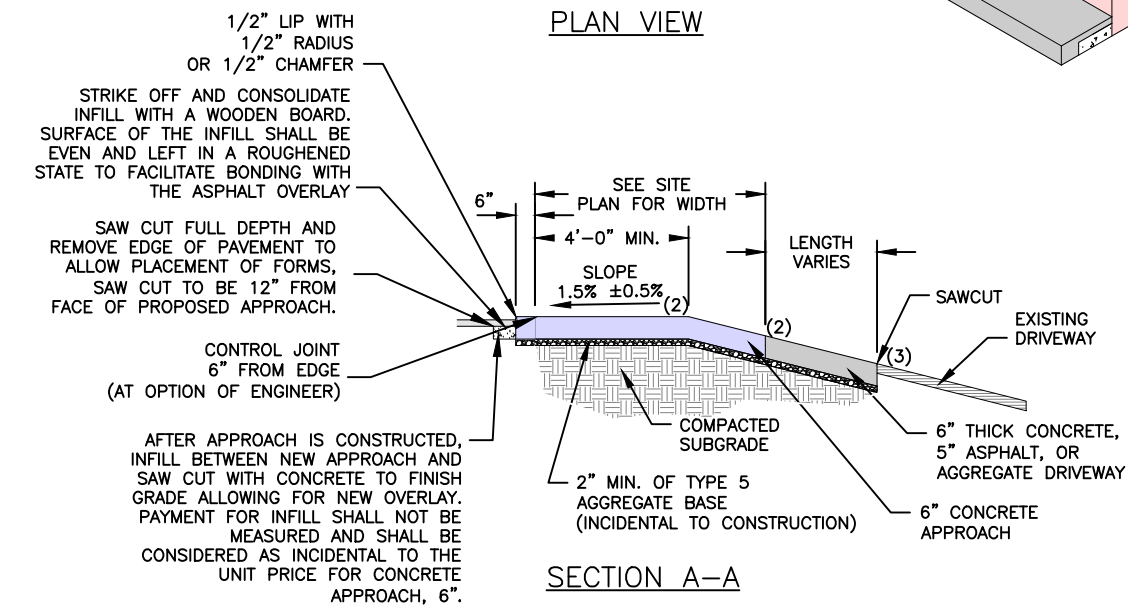 PLAN VIEW
1/2" LIP WITH
1/2" RADIUS
OR 1/2" CHAMFER
STRIKE OFF AND CONSOLIDATE
INFILL WITH A WOODEN BOARD.
SURFACE OF THE INFILL SHALL BE
EVEN AND LEFT IN A ROUGHENED
STATE TO FACILITATE BONDING WITH
THE ASPHALT OVERLAY
SAW CUT FULL DEPTH AND
REMOVE EDGE OF PAVEMENT TO
ALLOW PLACEMENT OF FORMS,
SAW CUT TO BE 12" FROM
FACE OF PROPOSED APPROACH.
CONTROL JOINT
6" FROM EDGE
(AT OPTION OF ENGINEER)
AFTER APPROACH IS CONSTRUCTED,
INFILL BETWEEN NEW APPROACH AND
SAW CUT WITH CONCRETE TO FINISH
GRADE ALLOWING FOR NEW OVERLAY.
PAYMENT FOR INFILL SHALL NOT BE
MEASURED AND SHALL BE
CONSIDERED AS INCIDENTAL TO THE
UNIT PRICE FOR CONCRETE
APPROACH, 6".
6"
SEE SITE
PLAN FOR WIDTH
4'-0" MIN.
SLOPE
1.5% ±0.5%
(2)
LENGTH
VARIES
(2)
(3)
SAWCUT
EXISTING
DRIVEWAY
COMPACTED
SUBGRADE
2" MIN. OF TYPE 5
AGGREGATE BASE
(INCIDENTAL TO CONSTRUCTION)
6" THICK CONCRETE,
5" ASPHALT, OR
AGGREGATE DRIVEWAY
6" CONCRETE
APPROACH
SECTION A-A